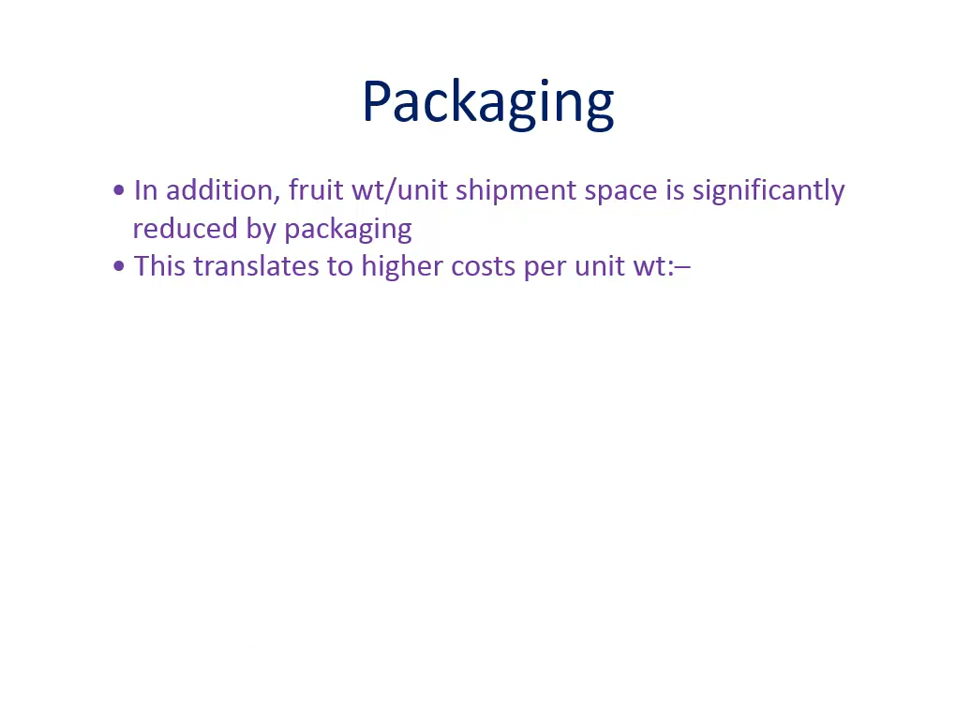 Packaging
• In addition, fruit wt/unit shipment space is significantly
reduced by packaging
• This translates to higher costs per unit wt:–